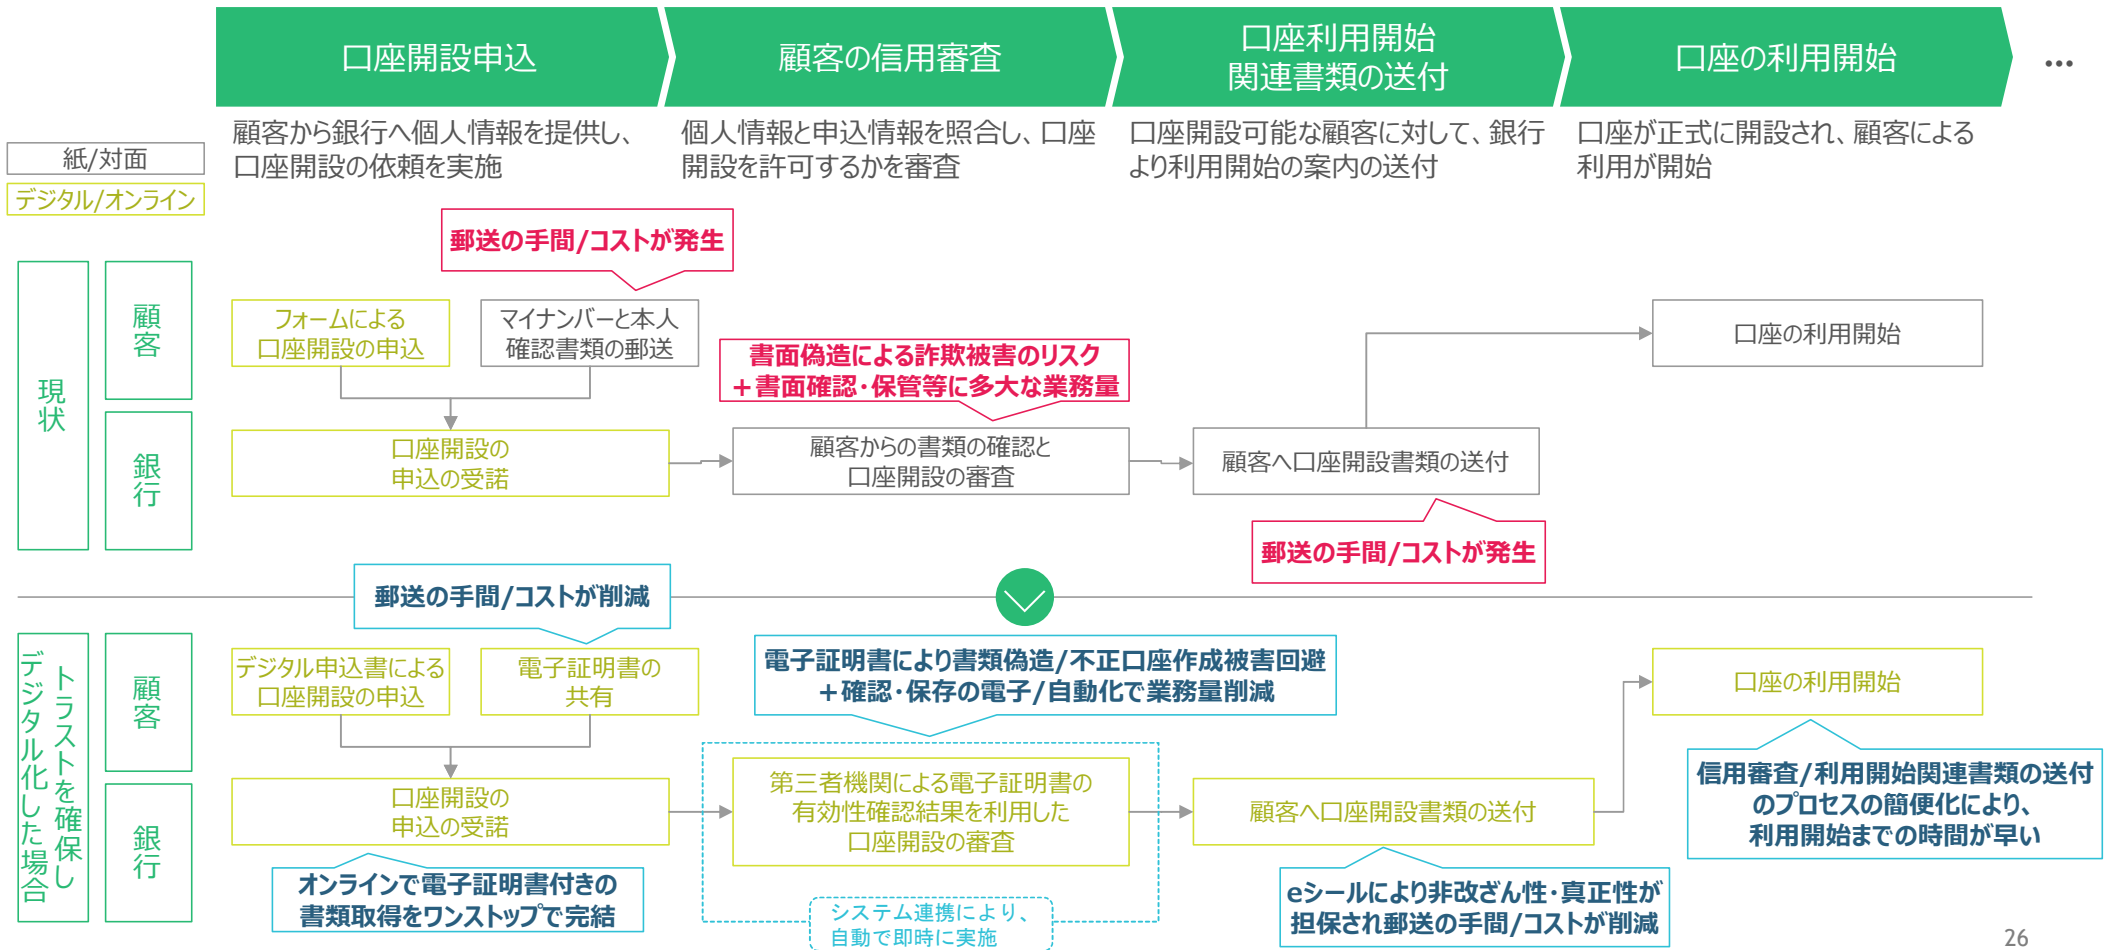 口座開設申込
顧客の信用審査
口座利用開始
関連書類の送付
口座の利用開始
…
顧客から銀行へ個人情報を提供し、
口座開設の依頼を実施
個人情報と申込情報を照合し、口座
開設を許可するかを審査
口座開設可能な顧客に対して、銀行
より利用開始の案内の送付
口座が正式に開設され、顧客による
利用が開始
紙/対面
デジタル/オンライン
現状
顧客
銀行
郵送の手間/コストが発生
フォームによる
口座開設の申込
マイナンバーと本人
確認書類の郵送
書面偽造による詐欺被害のリスク
+書面確認・保管等に多大な業務量
口座の利用開始
口座開設の
申込の受諾
顧客からの書類の確認と
口座開設の審査
顧客へ口座開設書類の送付
郵送の手間/コストが発生
郵送の手間/コストが削減
トラストを確保し
デジタル化した場合
顧客
銀行
デジタル申込書による
口座開設の申込
電子証明書の
共有
電子証明書により書類偽造/不正口座作成被害回避
+確認・保存の電子/自動化で業務量削減
口座の利用開始
口座開設の
申込の受諾
第三者機関による電子証明書の
有効性確認結果を利用した
口座開設の審査
顧客へ口座開設書類の送付
信用審査/利用開始関連書類の送付
のプロセスの簡便化により、
利用開始までの時間が早い
オンラインで電子証明書付きの
書類取得をワンストップで完結
システム連携により、
自動で即時に実施
eシールにより非改ざん性・真正性が
担保され郵送の手間/コストが削減
26